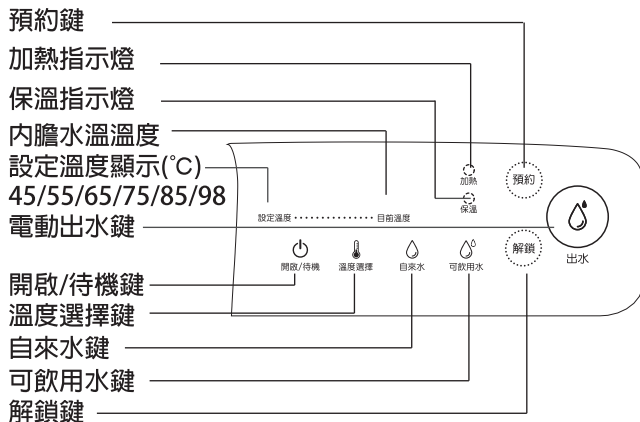 預約鍵
加熱指示燈
保溫指示燈
內膽水溫溫度
設定溫度顯示(℃)
45/55/65/75/85/98
電動出水鍵
開啟/待機鍵
溫度選擇鍵
自來水鍵
可飲用水鍵
解鎖鍵
加熱
預約
保溫
設定溫度
目前溫度
解鎖
出水
開啟/待機
溫度選擇
自來水
可飲用水